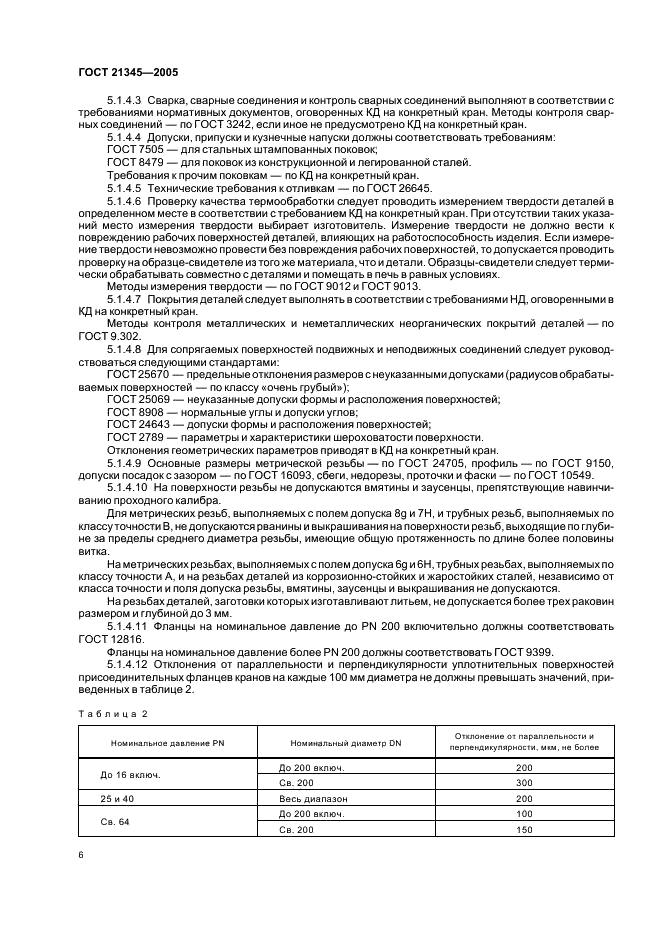 ГОСТ 21345—2005
5.1.4.3 Сварка, сварные соединения и контроль сварных соединений выполняют в соответствии с
требованиями нормативных документов, оговоренных КД на конкретный кран. Методы контроля свар-
ных соединений — по ГОСТ 3242, если иное не предусмотрено КД на конкретный кран.
5.1.4.4 Допуски, припуски и кузнечные напуски должны соответствовать требованиям:
ГОСТ 7505 — для стальных штампованных поковок;
ГОСТ 8479 — для поковок из конструкционной и легированной сталей.
Требования к прочим поковкам — по КД на конкретный кран.
5.1.4.5 Технические требования к отливкам — по ГОСТ 26645.
5.1.4.6 Проверку качества термообработки следует проводить измерением твердости деталей в
определенном месте в соответствии с требованием КД на конкретный кран. При отсутствии таких указа-
ний место измерения твердости выбирает изготовитель. Измерение твердости не должно вести к
повреждению рабочих поверхностей деталей, влияющих на работоспособность изделия. Если измере-
ние твердости невозможно провести без повреждения рабочих поверхностей, то допускается проводить
проверку на образце-свидетеле из того же материала, что и детали. Образцы-свидетели следует терми-
чески обрабатывать совместно с деталями и помещать в печь в равных условиях.
Методы измерения твердости — по ГОСТ 9012 и ГОСТ 9013.
5.1.4.7 Покрытия деталей следует выполнять в соответствии с требованиями НД, оговоренными в
КД на конкретный кран.
Методы контроля металлических и неметаллических неорганических покрытий деталей — по
ГОСТ 9.302.
5.1.4.8 Для сопрягаемых поверхностей подвижных и неподвижных соединений следует руковод-
ствоваться следующими стандартами:
ГОСТ 25670 — предельные отклонения размеров с неуказанными допусками (радиусов обрабаты-
ваемых поверхностей — по классу «очень грубый»);
ГОСТ 25069 — неуказанные допуски формы и расположения поверхностей;
ГОСТ 8908 — нормальные углы и допуски углов;
ГОСТ 24643 — допуски формы и расположения поверхностей;
ГОСТ 2789 — параметры и характеристики шероховатости поверхности.
Отклонения геометрических параметров приводят в КД на конкретный кран.
5.1.4.9 Основные размеры метрической резьбы — по ГОСТ 24705, профиль — по ГОСТ 9150,
допуски посадок с зазором — по ГОСТ 16093, сбеги, недорезы, проточки и фаски — по ГОСТ 10549.
5.1.4.10 На поверхности резьбы не допускаются вмятины и заусенцы, препятствующие навинчи-
ванию проходного калибра.
Для метрических резьб, выполняемых с полем допуска 8g и 7H, и трубных резьб, выполняемых по
классу точности В, не допускаются рванины и выкрашивания на поверхности резьб, выходящие по глуби-
не за пределы среднего диаметра резьбы, имеющие общую протяженность по длине более половины
витка.
На метрических резьбах, выполняемых с полем допуска 6g и 6H, трубных резьбах, выполняемых по
классу точности А, и на резьбах деталей из коррозионно-стойких и жаростойких сталей, независимо от
класса точности и поля допуска резьбы, вмятины, заусенцы и выкрашивания не допускаются.
На резьбах деталей, заготовки которых изготавливают литьем, не допускается более трех раковин
размером и глубиной до 3 мм.
5.1.4.11 Фланцы на номинальное давление до PN 200 включительно должны соответствовать
ГОСТ 12816.
Фланцы на номинальное давление более PN 200 должны соответствовать ГОСТ 9399.
5.1.4.12 Отклонения от параллельности и перпендикулярности уплотнительных поверхностей
присоединительных фланцев кранов на каждые 100 мм диаметра не должны превышать значений, при-
веденных в таблице 2.
Таблица 2
Номинальное давление PN Номинальный диаметр DN Отклонение от параллельности и
перпендикулярности, мкм, не более
До 16 включ. До 200 включ. 200
Св. 200 300
25 и 40 Весь диапазон 200
Св. 64 До 200 включ. 100
Св. 200 150
6